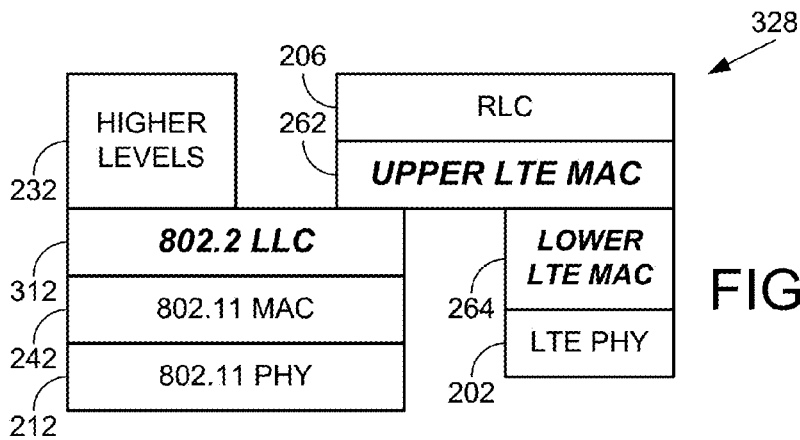 328
206
RLC
HIGHER
LEVELS
262
UPPER LTE MAC
232
802.2 LLC
LOWER
LTE MAC
312
802.11 MAC
264
FIG
242
802.11 PHY
LTE PHY
212
202